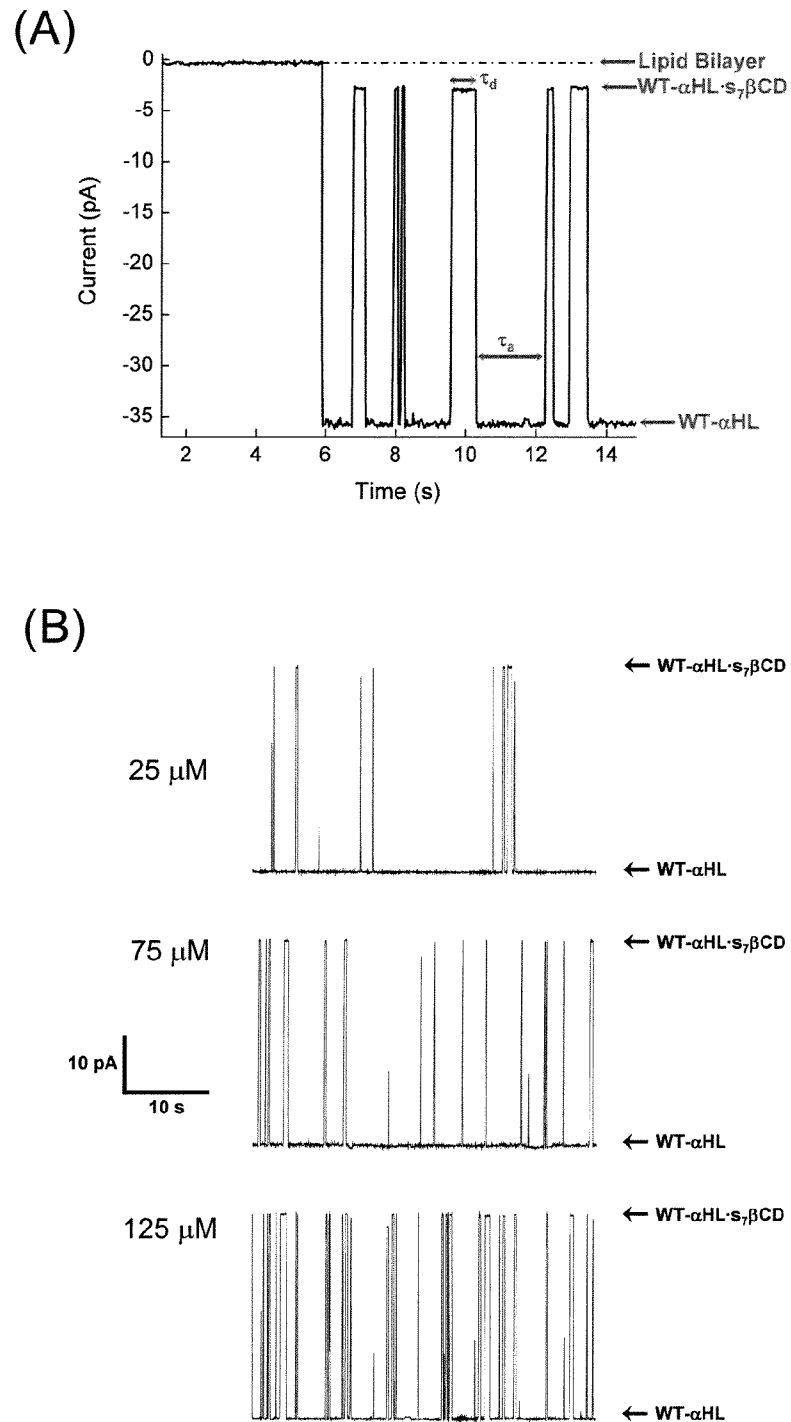 (A)
0
-5
-10
-15
-20
-25
-30
-35
Current (pA)
Lipid Bilayer
WT-αHL·s₇βCD
τd
τa
WT-αHL
2 4 6 8 10 12 14
Time (s)
(B)
WT-αHL·s₇βCD
25 μM
WT-αHL
75 μM
WT-αHL·s₇βCD
10 pA
10 s
WT-αHL
125 μM
WT-αHL·s₇βCD
WT-αHL